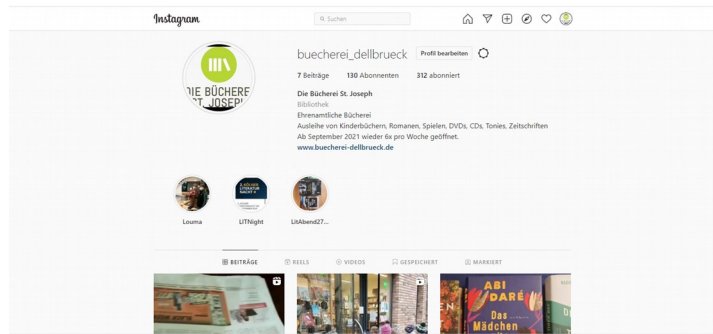 Instagram
Suchen
buecherei_dellbrueck
Profil bearbeiten
7 Beiträge 130 Abonnenten 312 abonniert
DIE BÜCHERE
ST. JOSEPH
Die Bücherei St. Joseph
Bibliothek
Ehrenamtliche Bücherei
Ausleihe von Kinderbüchern, Romanen, Spielen, DVDs, CDs, Tonies, Zeitschriften
Ab September 2021 wieder 6x pro Woche geöffnet.
www.buecherei-dellbrueck.de
LITERATUR
Louma LITNight LitAbend27...
BEITRÄGE REELS VIDEOS GESPEICHERT MARKIERT
ABI
DARÉ
Das
Mädchen